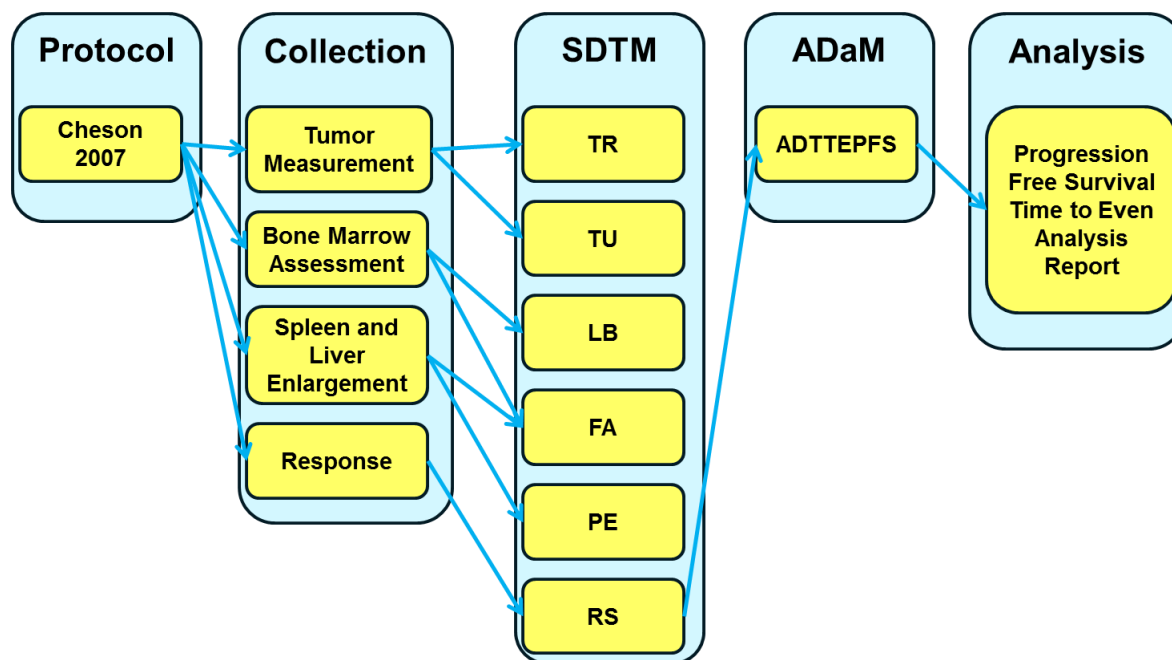 Protocol
Collection
SDTM
ADaM
Analysis
Cheson
2007
Tumor
Measurement
Bone Marrow
Assessment
Spleen and
Liver
Enlargement
Response
TR
TU
LB
FA
PE
RS
ADTTEPFS
Progression
Free Survival
Time to Even
Analysis
Report